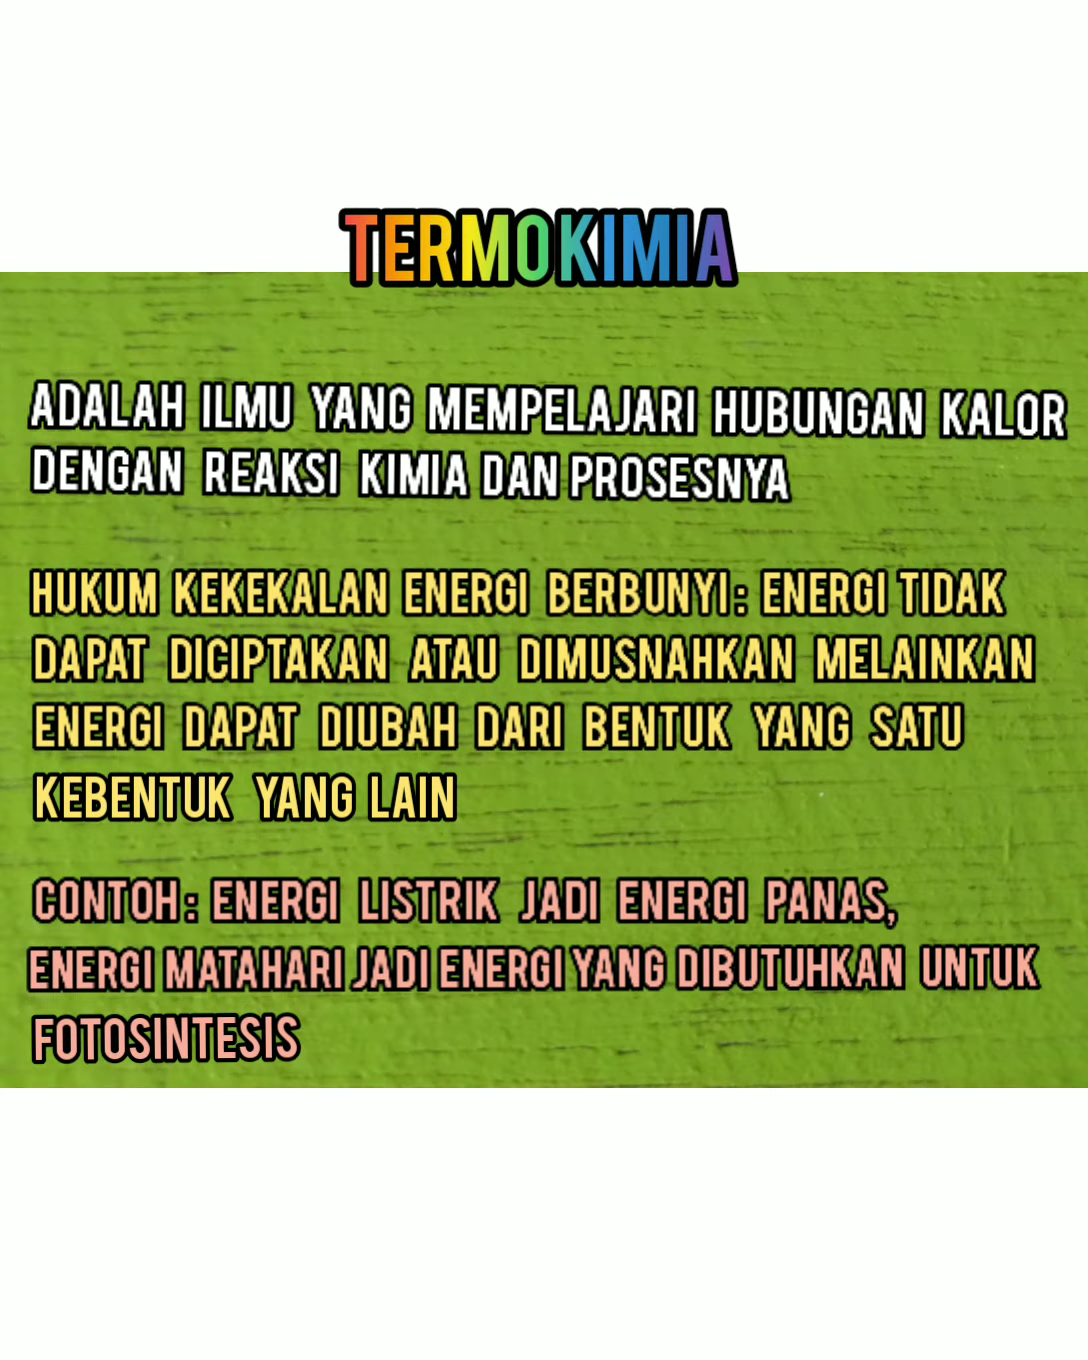 TERMOKIMIA
ADALAH ILMU YANG MEMPELAJARI HUBUNGAN KALOR
DENGAN REAKSI KIMIA DAN PROSESNYA
HUKUM KEKEKALAN ENERGI BERBUNYI: ENERGI TIDAK
DAPAT DICIPTAKAN ATAU DIMUSNAHKAN MELAINKAN
ENERGI DAPAT DIUBAH DARI BENTUK YANG SATU
KEBENTUK YANG LAIN
CONTOH: ENERGI LISTRIK JADI ENERGI PANAS,
ENERGI MATAHARI JADI ENERGI YANG DIBUTUHKAN UNTUK
FOTOSINTESIS